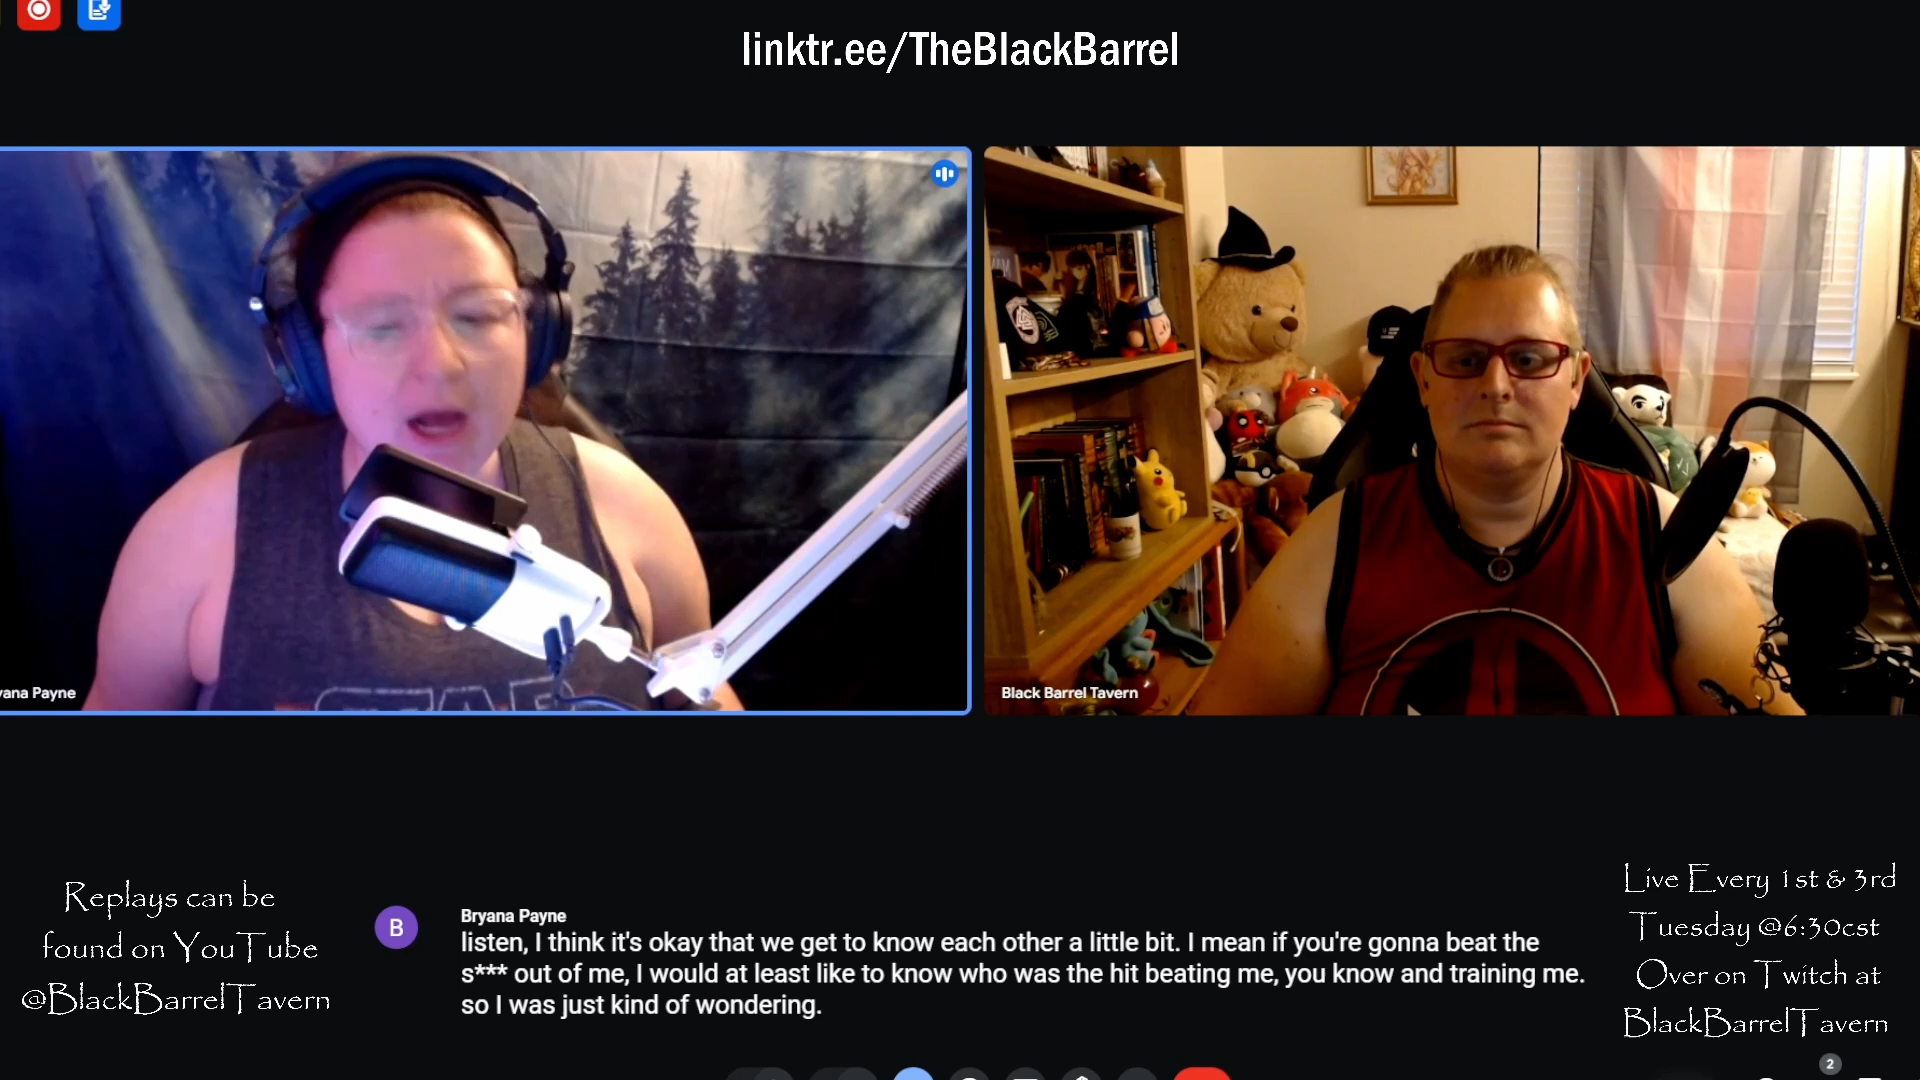 linktr.ee/TheBlackBarrel
yana Payne
Black Barrel Tavern
Replays can be
found on YouTube
@BlackBarrelTavern
B
Bryana Payne
listen, I think it's okay that we get to know each other a little bit. I mean if you're gonna beat the
s*** out of me, I would at least like to know who was the hit beating me, you know and training me.
so I was just kind of wondering.
Live Every 1st & 3rd
Tuesday @6:30cst
Over on Twitch at
BlackBarrelTavern
2